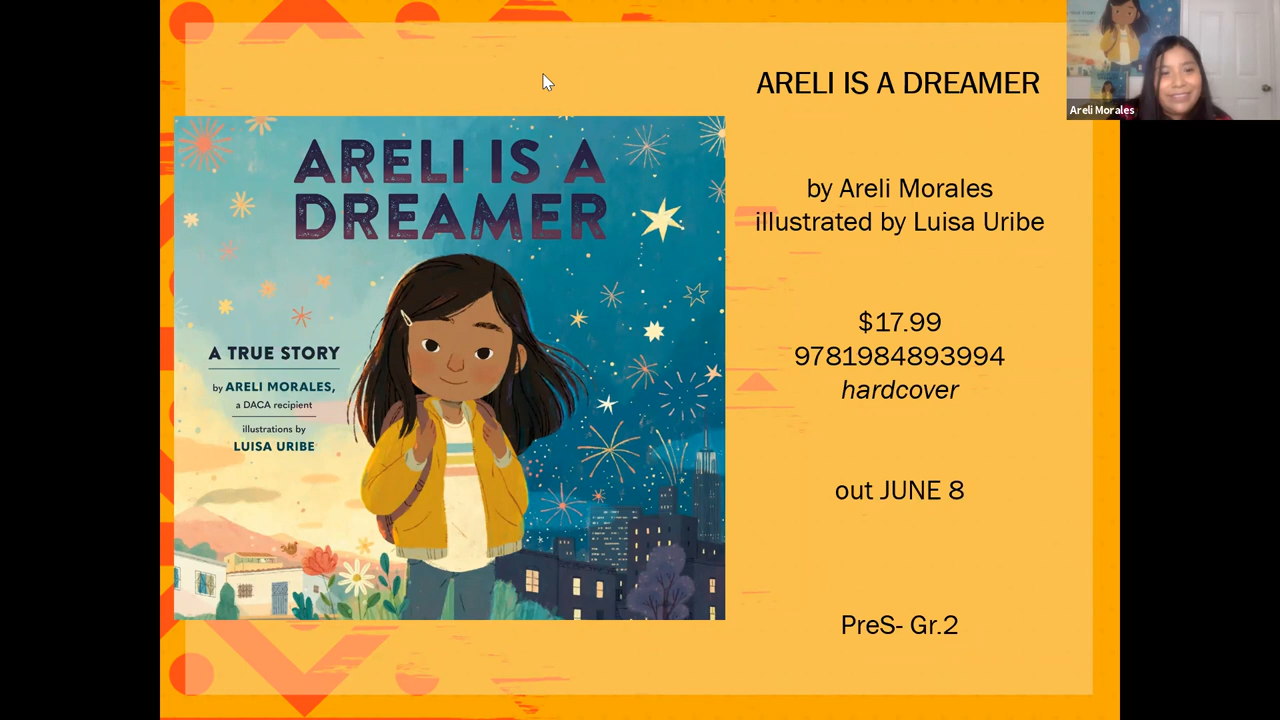 ARELI IS A DREAMER
by Areli Morales
illustrated by Luisa Uribe
$17.99
9781984893994
hardcover
out JUNE 8
PreS- Gr.2
ARELI IS A
DREAMER
A TRUE STORY
by ARELI MORALES,
a DACA recipient
illustrations by
LUISA URIBE
Areli Morales